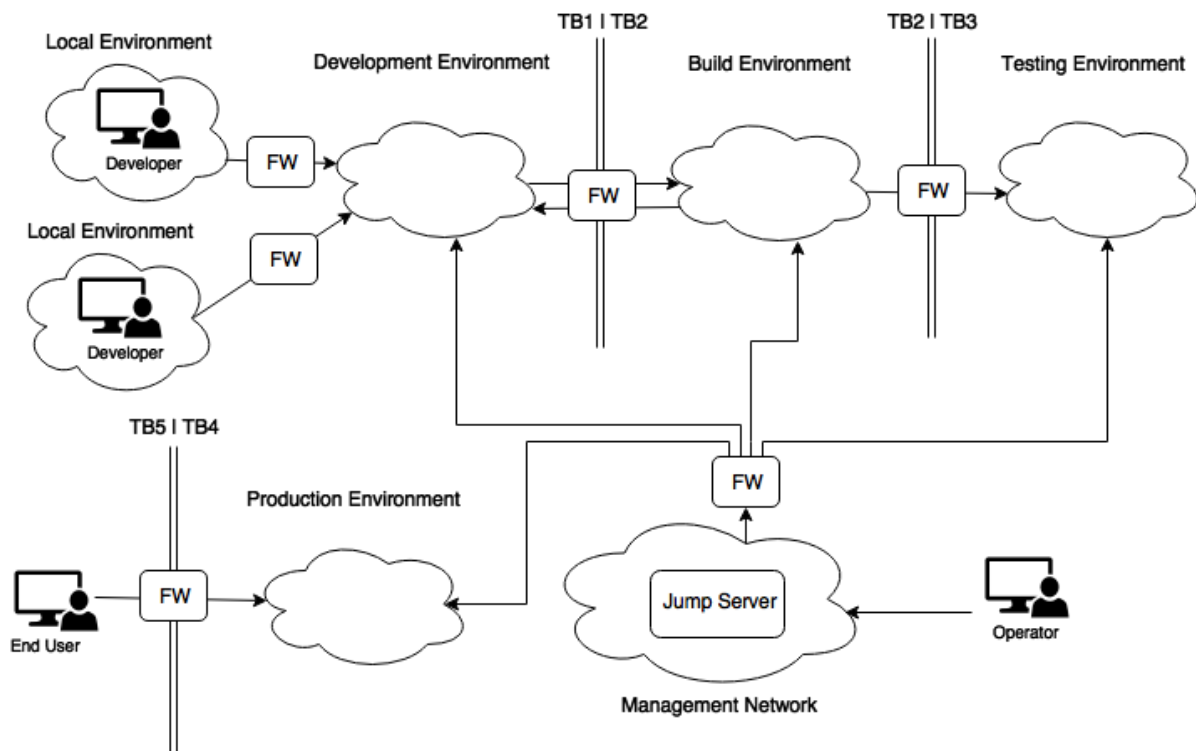 TB1 | TB2
TB2 | TB3
Local Environment
Development Environment
Build Environment
Testing Environment
Developer
FW
FW
FW
Local Environment
FW
Developer
TB5 | TB4
FW
Production Environment
FW
Jump Server
End User
Operator
Management Network